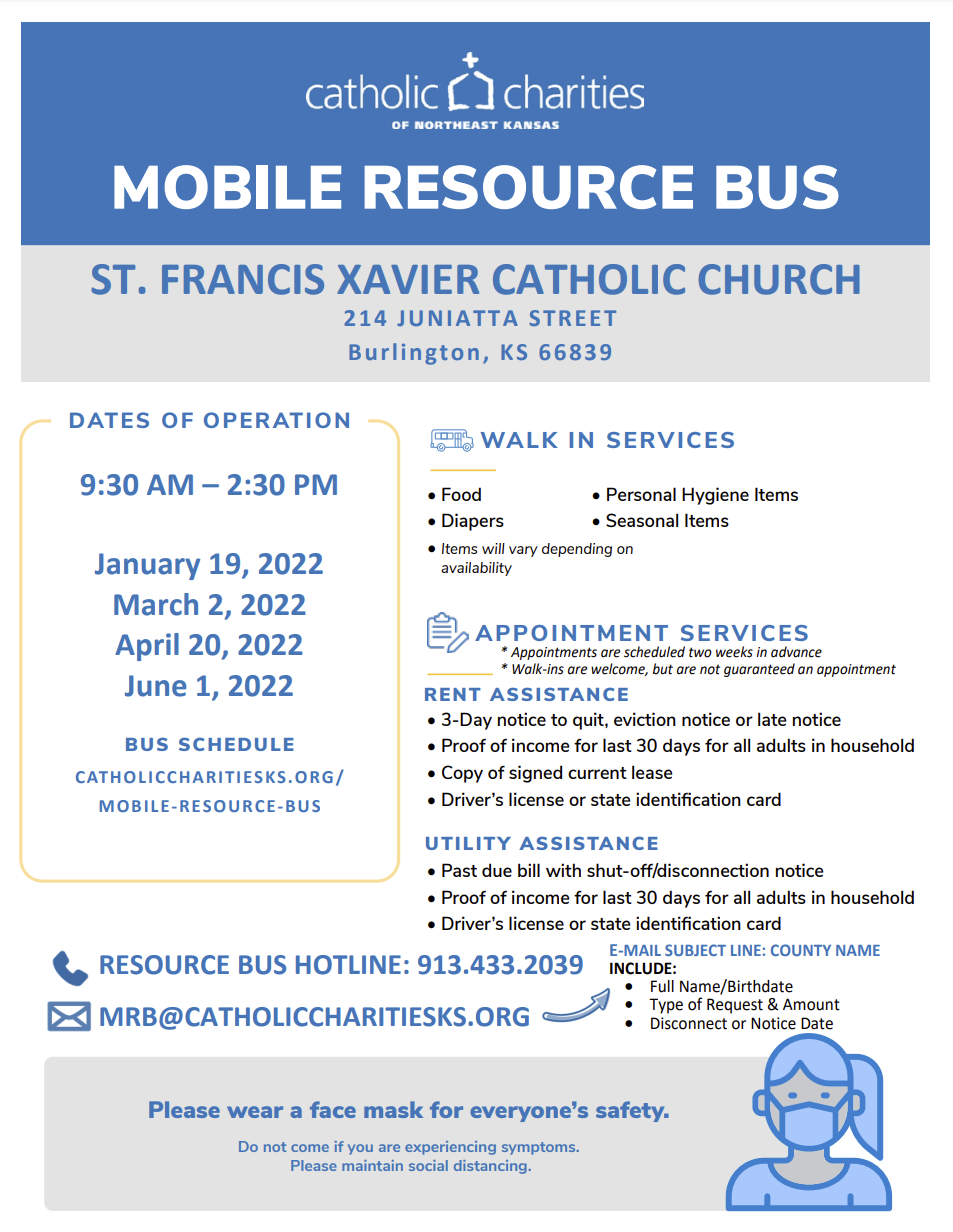 catholic charities
OF NORTHEAST KANSAS
MOBILE RESOURCE BUS
ST. FRANCIS XAVIER CATHOLIC CHURCH
214 JUNIATTA STREET
Burlington, KS 66839
DATES OF OPERATION
9:30 AM – 2:30 PM
January 19, 2022
March 2, 2022
April 20, 2022
June 1, 2022
BUS SCHEDULE
CATHOLICCHARITIESKS.ORG/
MOBILE-RESOURCE-BUS
WALK IN SERVICES
• Food
• Diapers
• Items will vary depending on
availability
• Personal Hygiene Items
• Seasonal Items
APPOINTMENT SERVICES
* Appointments are scheduled two weeks in advance
* Walk-ins are welcome, but are not guaranteed an appointment
RENT ASSISTANCE
• 3-Day notice to quit, eviction notice or late notice
• Proof of income for last 30 days for all adults in household
• Copy of signed current lease
• Driver's license or state identification card
UTILITY ASSISTANCE
• Past due bill with shut-off/disconnection notice
• Proof of income for last 30 days for all adults in household
• Driver's license or state identification card
RESOURCE BUS HOTLINE: 913.433.2039
MRB@CATHOLICCHARITIESKS.ORG
E-MAIL SUBJECT LINE: COUNTY NAME
INCLUDE:
• Full Name/Birthdate
• Type of Request & Amount
• Disconnect or Notice Date
Please wear a face mask for everyone's safety.
Do not come if you are experiencing symptoms.
Please maintain social distancing.